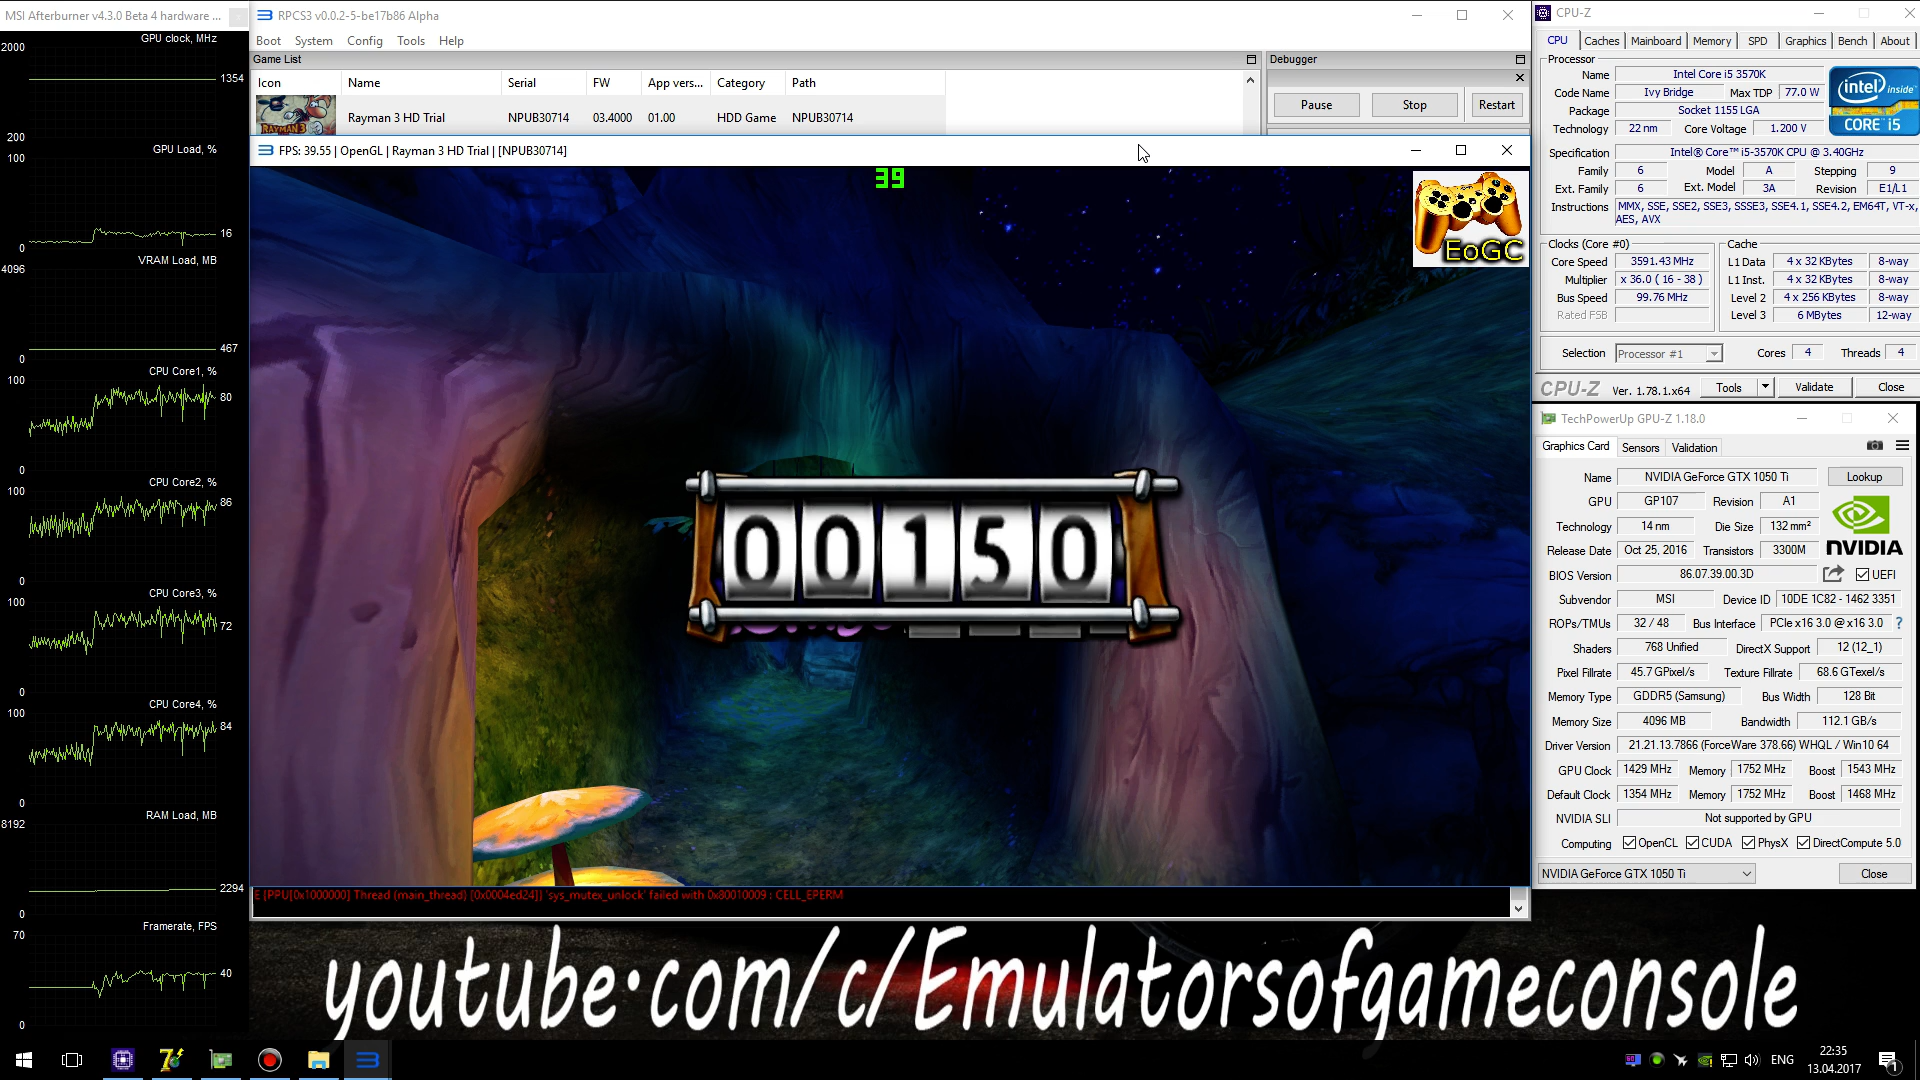 MSI Afterburner v4.3.0 Beta 4 hardware ...
GPU clock, MHz
2000
1354
200
GPU Load, %
100
16
0
VRAM Load, MB
4096
467
0
CPU Core1, %
100
80
0
CPU Core2, %
100
86
0
CPU Core3, %
100
72
0
CPU Core4, %
100
84
0
RAM Load, MB
8192
2294
0
Framerate, FPS
70
40
0
RPCS3 v0.0.2-5-be17b86 Alpha
Boot System Config Tools Help
Game List
Icon Name Serial FW App vers... Category Path
RAYMAN 3
Rayman 3 HD Trial NPUB30714 03.4000 01.00 HDD Game NPUB30714
Debugger
Pause Stop Restart
FPS: 39.55 | OpenGL | Rayman 3 HD Trial | [NPUB30714]
39
EoGC
00150
E [PPU[0x1000000] Thread (main_thread) [0x0004ed24]] 'sys_mutex_unlock' failed with 0x80010009 : CELL_EPERM
youtube.com/c/Emulatorsofgameconsole
CPU-Z
CPU Caches Mainboard Memory SPD Graphics Bench About
Processor
Name Intel Core i5 3570K
Code Name Ivy Bridge Max TDP 77.0 W
Package Socket 1155 LGA
Technology 22 nm Core Voltage 1.200 V
intel inside™
CORE i5
Specification Intel® Core™ i5-3570K CPU @ 3.40GHz
Family 6 Model A Stepping 9
Ext. Family 6 Ext. Model 3A Revision E1/L1
Instructions MMX, SSE, SSE2, SSE3, SSSE3, SSE4.1, SSE4.2, EM64T, VT-x,
AES, AVX
Clocks (Core #0) Cache
Core Speed 3591.43 MHz L1 Data 4 x 32 KBytes 8-way
Multiplier x 36.0 ( 16 - 38 ) L1 Inst. 4 x 32 KBytes 8-way
Bus Speed 99.76 MHz Level 2 4 x 256 KBytes 8-way
Rated FSB Level 3 6 MBytes 12-way
Selection Processor #1 Cores 4 Threads 4
CPU-Z Ver. 1.78.1.x64 Tools Validate Close
TechPowerUp GPU-Z 1.18.0
Graphics Card Sensors Validation
Name NVIDIA GeForce GTX 1050 Ti Lookup
GPU GP107 Revision A1
Technology 14 nm Die Size 132 mm²
Release Date Oct 25, 2016 Transistors 3300M
NVIDIA
BIOS Version 86.07.39.00.3D UEFI
Subvendor MSI Device ID 10DE 1C82 - 1462 3351
ROPs/TMUs 32 / 48 Bus Interface PCIe x16 3.0 @ x16 3.0 ?
Shaders 768 Unified DirectX Support 12 (12_1)
Pixel Fillrate 45.7 GPixel/s Texture Fillrate 68.6 GTexel/s
Memory Type GDDR5 (Samsung) Bus Width 128 Bit
Memory Size 4096 MB Bandwidth 112.1 GB/s
Driver Version 21.21.13.7866 (ForceWare 378.66) WHQL / Win10 64
GPU Clock 1429 MHz Memory 1752 MHz Boost 1543 MHz
Default Clock 1354 MHz Memory 1752 MHz Boost 1468 MHz
NVIDIA SLI Not supported by GPU
Computing OpenCL CUDA PhysX DirectCompute 5.0
NVIDIA GeForce GTX 1050 Ti Close
ENG
22:35
13.04.2017
1